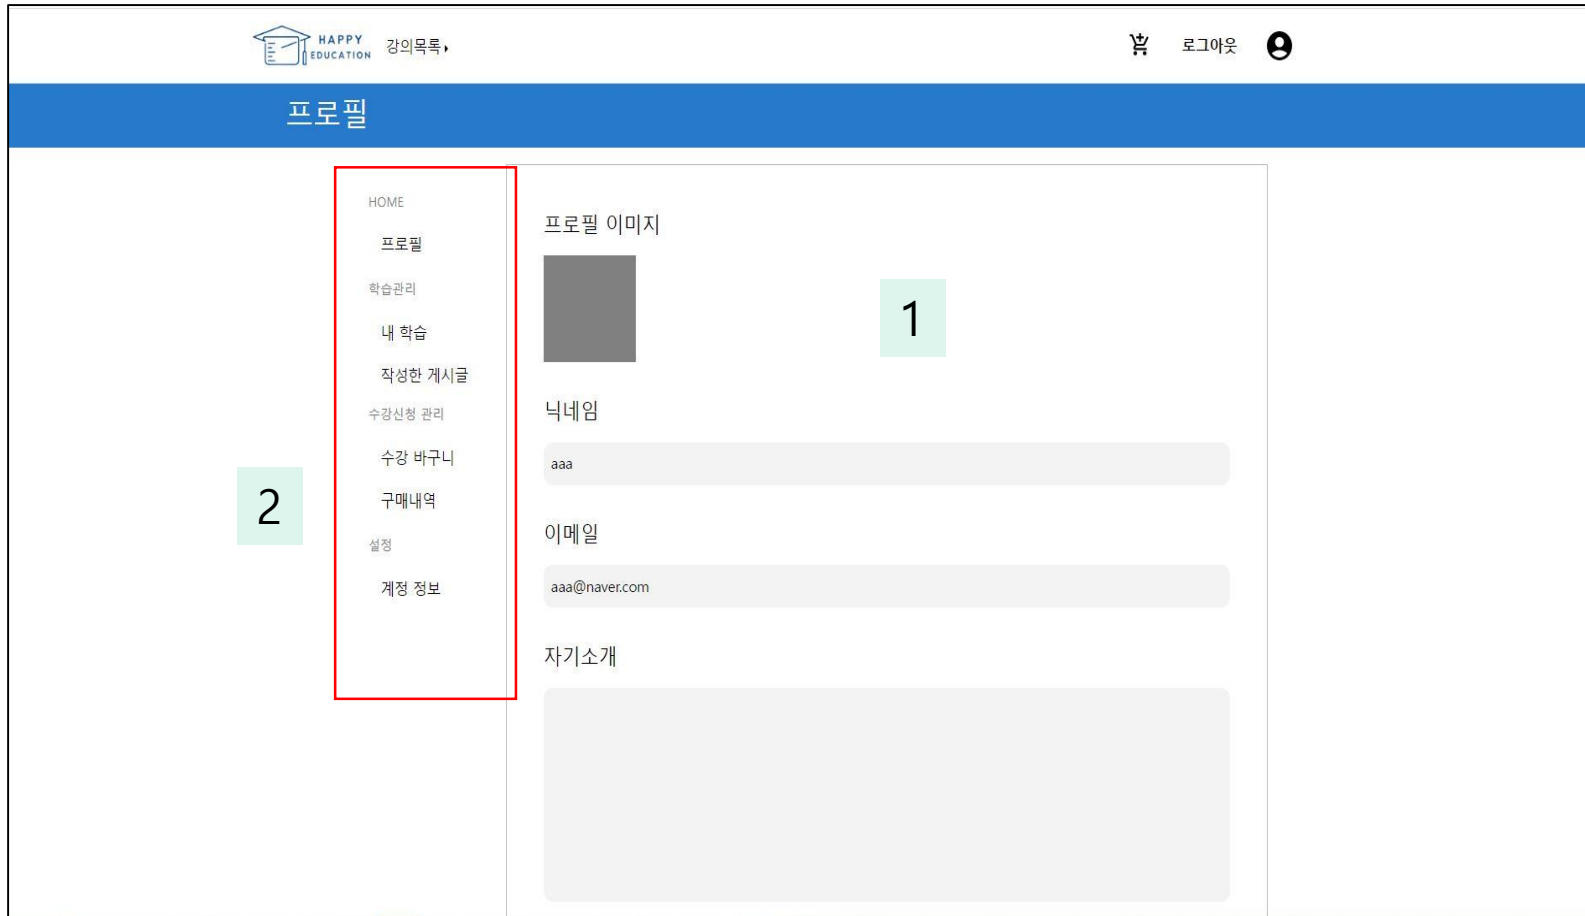 HAPPY
EDUCATION
강의목록
로그아웃
프로필
HOME
프로필
학습관리
내 학습
작성한 게시글
수강신청 관리
수강 바구니
구매내역
설정
계정 정보
2
프로필 이미지
1
닉네임
aaa
이메일
aaa@naver.com
자기소개